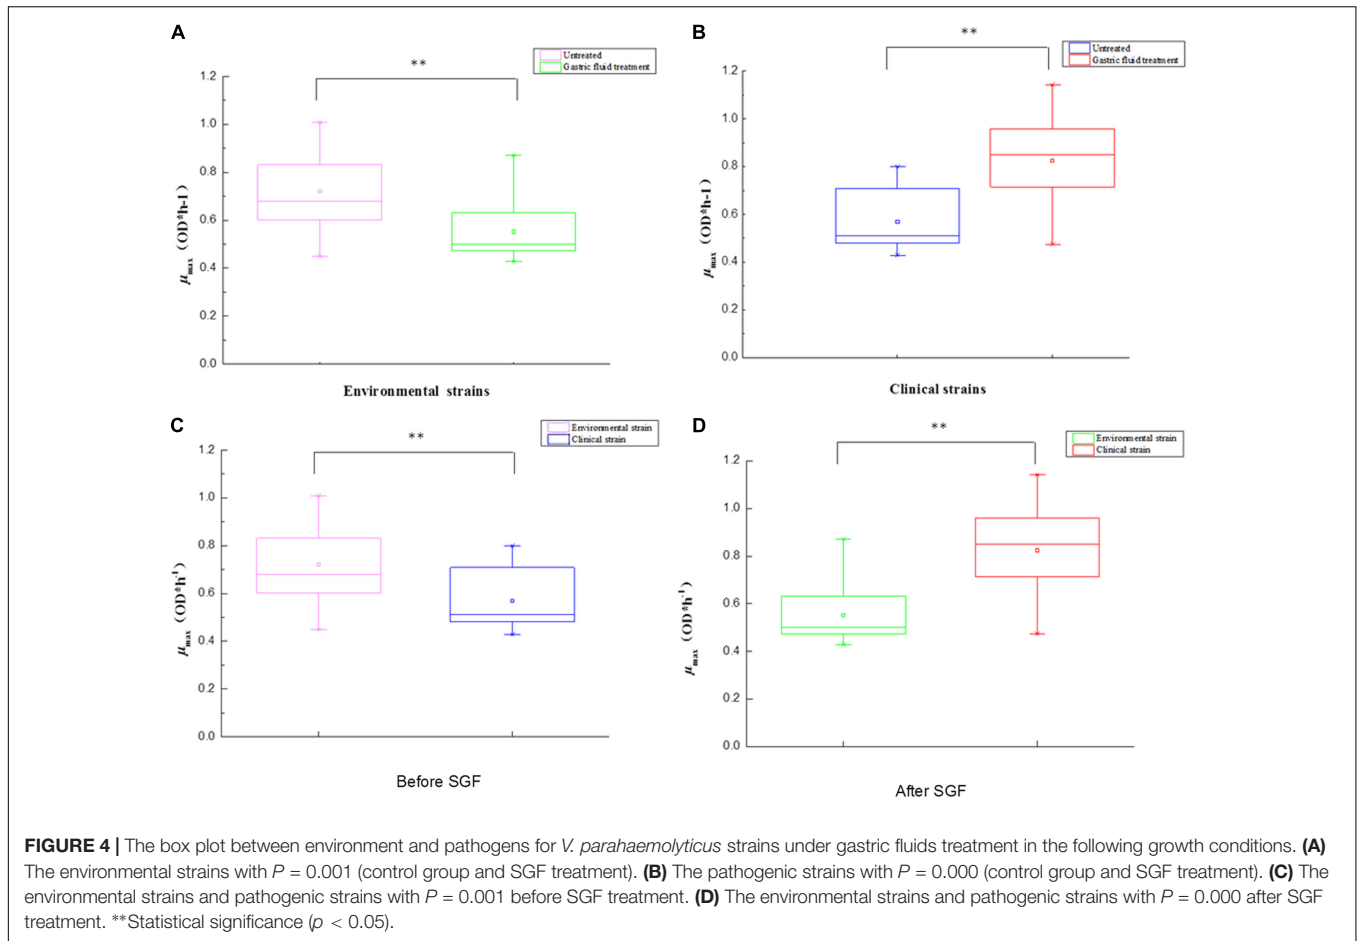 A
**
Untreated
Gastric fluid treatment
1.2
1.0
0.8
0.6
0.4
0.2
0.0
μmax (OD*h-1)
Environmental strains
B
**
Untreated
Gastric fluid treatment
1.2
1.0
0.8
0.6
0.4
0.2
0.0
μmax (OD*h-1)
Clinical strains
C
**
Environmental strain
Clinical strain
1.2
1.0
0.8
0.6
0.4
0.2
0.0
μmax (OD*h⁻¹)
Before SGF
D
**
Environmental strain
Clinical strain
1.2
1.0
0.8
0.6
0.4
0.2
0.0
μmax (OD*h⁻¹)
After SGF
FIGURE 4 | The box plot between environment and pathogens for V. parahaemolyticus strains under gastric fluids treatment in the following growth conditions. (A)
The environmental strains with P = 0.001 (control group and SGF treatment). (B) The pathogenic strains with P = 0.000 (control group and SGF treatment). (C) The
environmental strains and pathogenic strains with P = 0.001 before SGF treatment. (D) The environmental strains and pathogenic strains with P = 0.000 after SGF
treatment. **Statistical significance (p < 0.05).